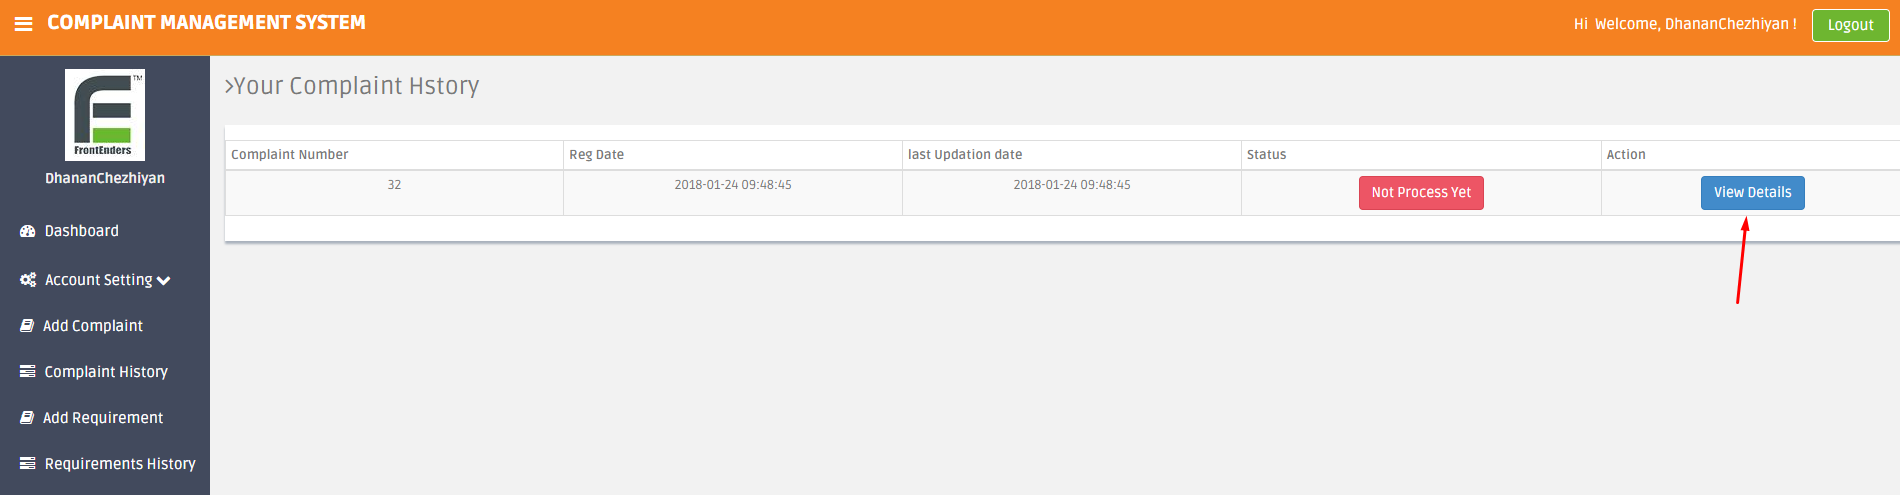 COMPLAINT MANAGEMENT SYSTEM
Hi Welcome, DhananChezhiyan !
Logout
TM
FrontEnders
DhananChezhiyan
Dashboard
Account Setting
Add Complaint
Complaint History
Add Requirement
Requirements History
>Your Complaint Hstory
Complaint Number Reg Date last Updation date Status Action
32 2018-01-24 09:48:45 2018-01-24 09:48:45 Not Process Yet View Details